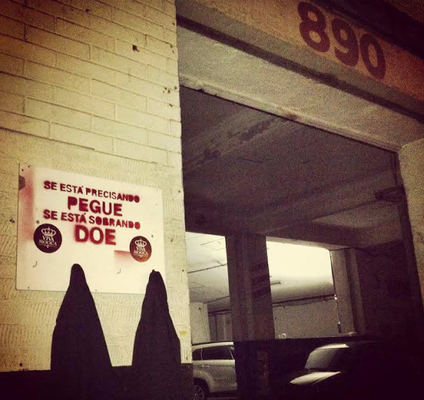 890
SE ESTÁ PRECISANDO
PEGUE
SE ESTÁ SOBRANDO
DOE